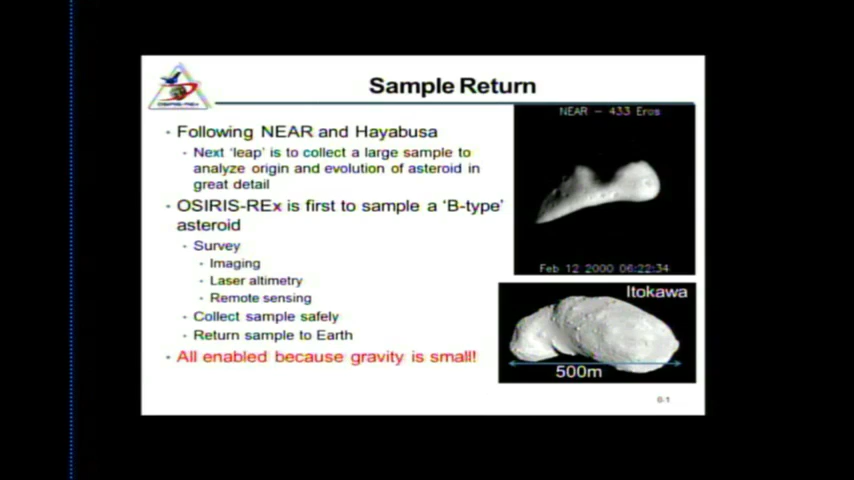 Sample Return
Following NEAR and Hayabusa
Next 'leap' is to collect a large sample to
analyze origin and evolution of asteroid in
great detail
OSIRIS-REx is first to sample a 'B-type'
asteroid
Survey
Imaging
Laser altimetry
Remote sensing
Collect sample safely
Return sample to Earth
All enabled because gravity is small!
NEAR - 433 Eros
Feb 12 2000 06:22:34
Itokawa
500m